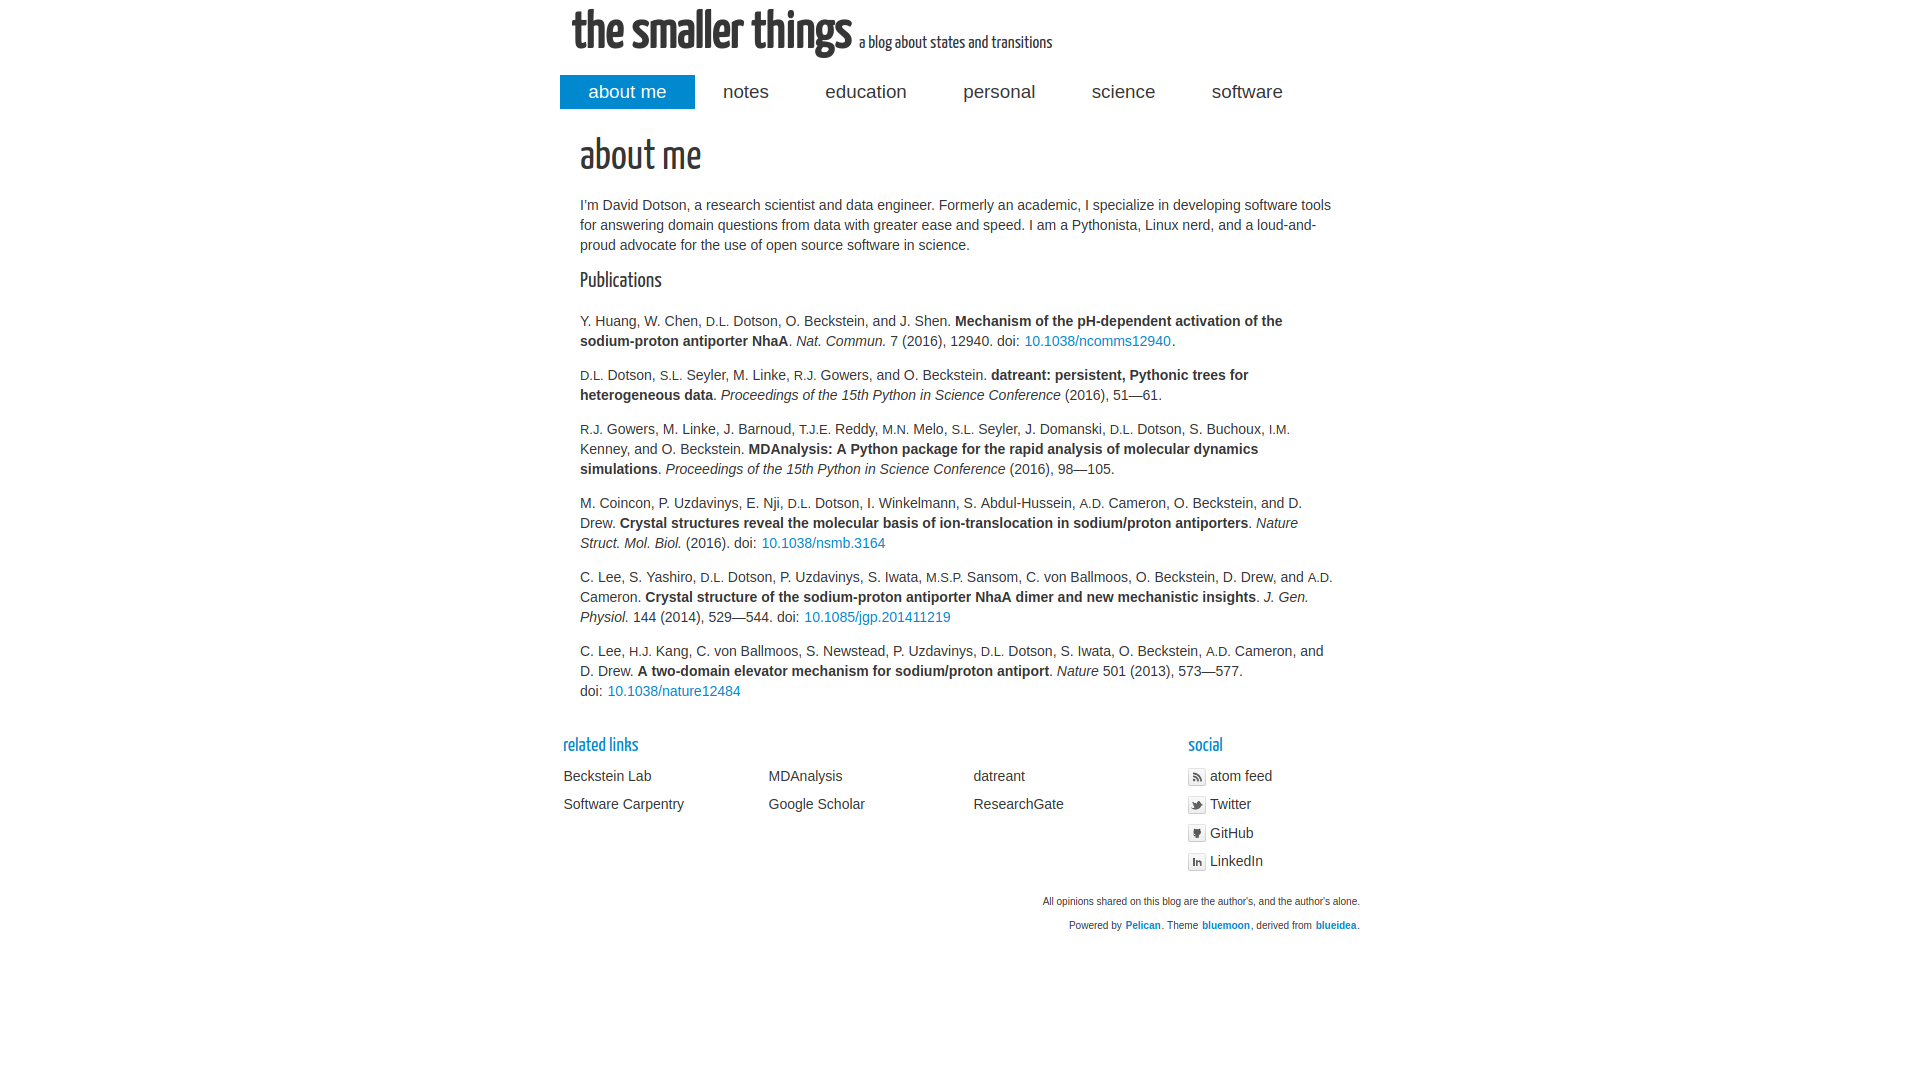 the smaller things a blog about states and transitions
about me notes education personal science software
about me
I’m David Dotson, a research scientist and data engineer. Formerly an academic, I specialize in developing software tools
for answering domain questions from data with greater ease and speed. I am a Pythonista, Linux nerd, and a loud-and-
proud advocate for the use of open source software in science.
Publications
Y. Huang, W. Chen, D.L. Dotson, O. Beckstein, and J. Shen. Mechanism of the pH-dependent activation of the
sodium-proton antiporter NhaA. Nat. Commun. 7 (2016), 12940. doi: 10.1038/ncomms12940.
D.L. Dotson, S.L. Seyler, M. Linke, R.J. Gowers, and O. Beckstein. datreant: persistent, Pythonic trees for
heterogeneous data. Proceedings of the 15th Python in Science Conference (2016), 51—61.
R.J. Gowers, M. Linke, J. Barnoud, T.J.E. Reddy, M.N. Melo, S.L. Seyler, J. Domanski, D.L. Dotson, S. Buchoux, I.M.
Kenney, and O. Beckstein. MDAnalysis: A Python package for the rapid analysis of molecular dynamics
simulations. Proceedings of the 15th Python in Science Conference (2016), 98—105.
M. Coincon, P. Uzdavinys, E. Nji, D.L. Dotson, I. Winkelmann, S. Abdul-Hussein, A.D. Cameron, O. Beckstein, and D.
Drew. Crystal structures reveal the molecular basis of ion-translocation in sodium/proton antiporters. Nature
Struct. Mol. Biol. (2016). doi: 10.1038/nsmb.3164
C. Lee, S. Yashiro, D.L. Dotson, P. Uzdavinys, S. Iwata, M.S.P. Sansom, C. von Ballmoos, O. Beckstein, D. Drew, and A.D.
Cameron. Crystal structure of the sodium-proton antiporter NhaA dimer and new mechanistic insights. J. Gen.
Physiol. 144 (2014), 529—544. doi: 10.1085/jgp.201411219
C. Lee, H.J. Kang, C. von Ballmoos, S. Newstead, P. Uzdavinys, D.L. Dotson, S. Iwata, O. Beckstein, A.D. Cameron, and
D. Drew. A two-domain elevator mechanism for sodium/proton antiport. Nature 501 (2013), 573—577.
doi: 10.1038/nature12484
related links
Beckstein Lab MDAnalysis datreant
Software Carpentry Google Scholar ResearchGate
social
atom feed
Twitter
GitHub
LinkedIn
All opinions shared on this blog are the author's, and the author's alone.
Powered by Pelican. Theme bluemoon, derived from blueidea.